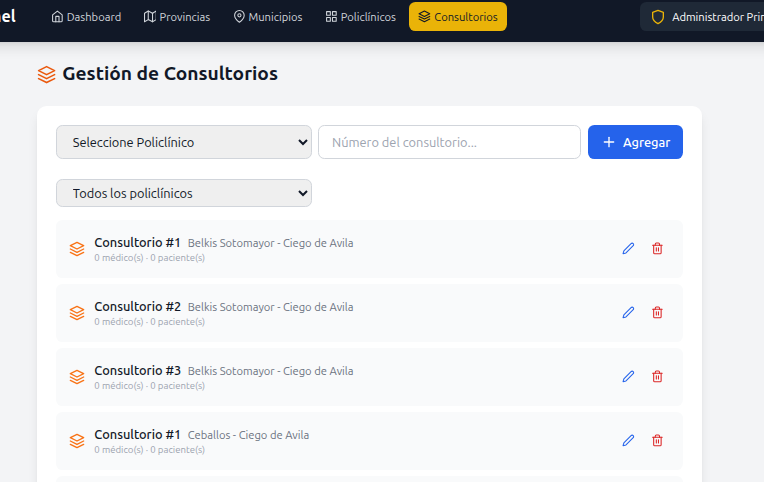 Dashboard Provincias Municipios Policlínicos Consultorios Administrador
Gestión de Consultorios
Seleccione Policlínico Número del consultorio... Agregar
Todos los policlínicos
Consultorio #1 Belkis Sotomayor - Ciego de Avila
0 médico(s) · 0 paciente(s)
Consultorio #2 Belkis Sotomayor - Ciego de Avila
0 médico(s) · 0 paciente(s)
Consultorio #3 Belkis Sotomayor - Ciego de Avila
0 médico(s) · 0 paciente(s)
Consultorio #1 Ceballos - Ciego de Avila
0 médico(s) · 0 paciente(s)